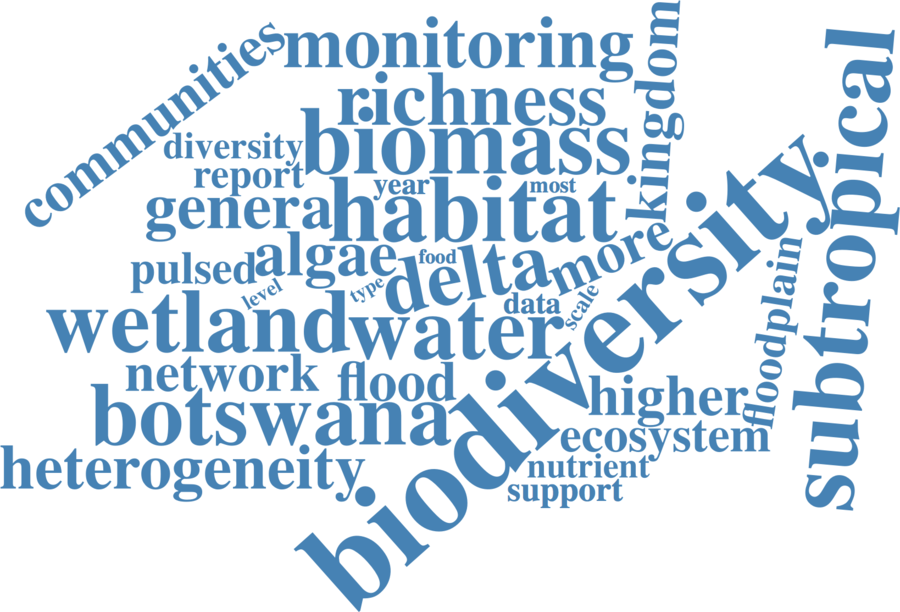 communities
monitoring
kingdom
subtropical
richness
biomass
diversity
report
year
most
genera
habitat
biodiversity
algae
food
more
pulsed
delta
level
type
data
scale
floodplain
wetland
water
network
flood
higher
botswana
ecosystem
heterogeneity
nutrient
support